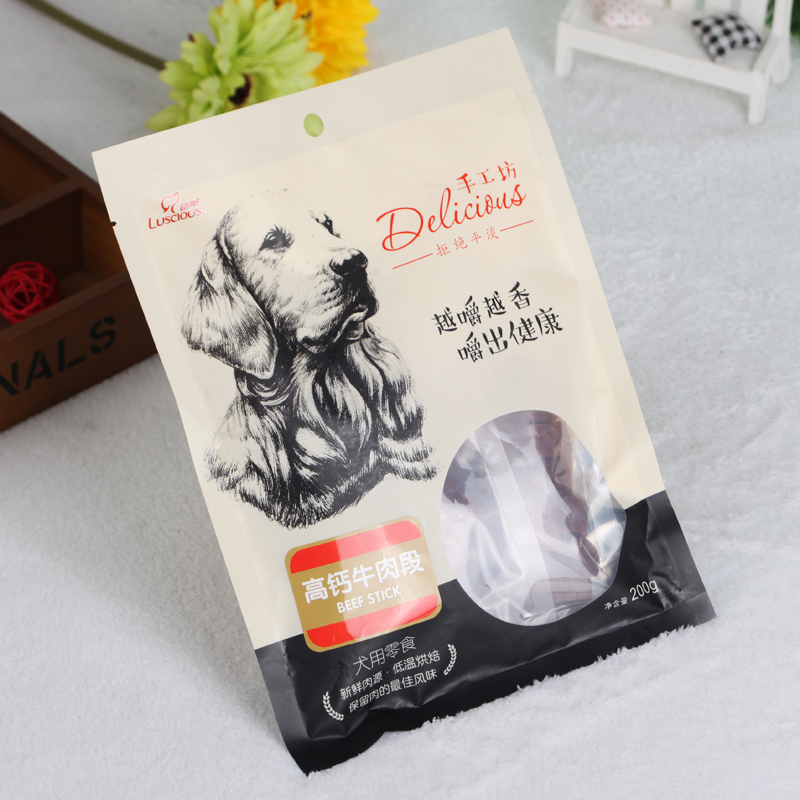 路斯
LUSCIOUS
手工坊
Delicious
拒绝平淡
越嚼越香
嚼出健康
高钙牛肉段
BEEF STICK
净含量 200g
犬用零食
新鲜肉源·低温烘焙
保留肉的最佳风味
NALS